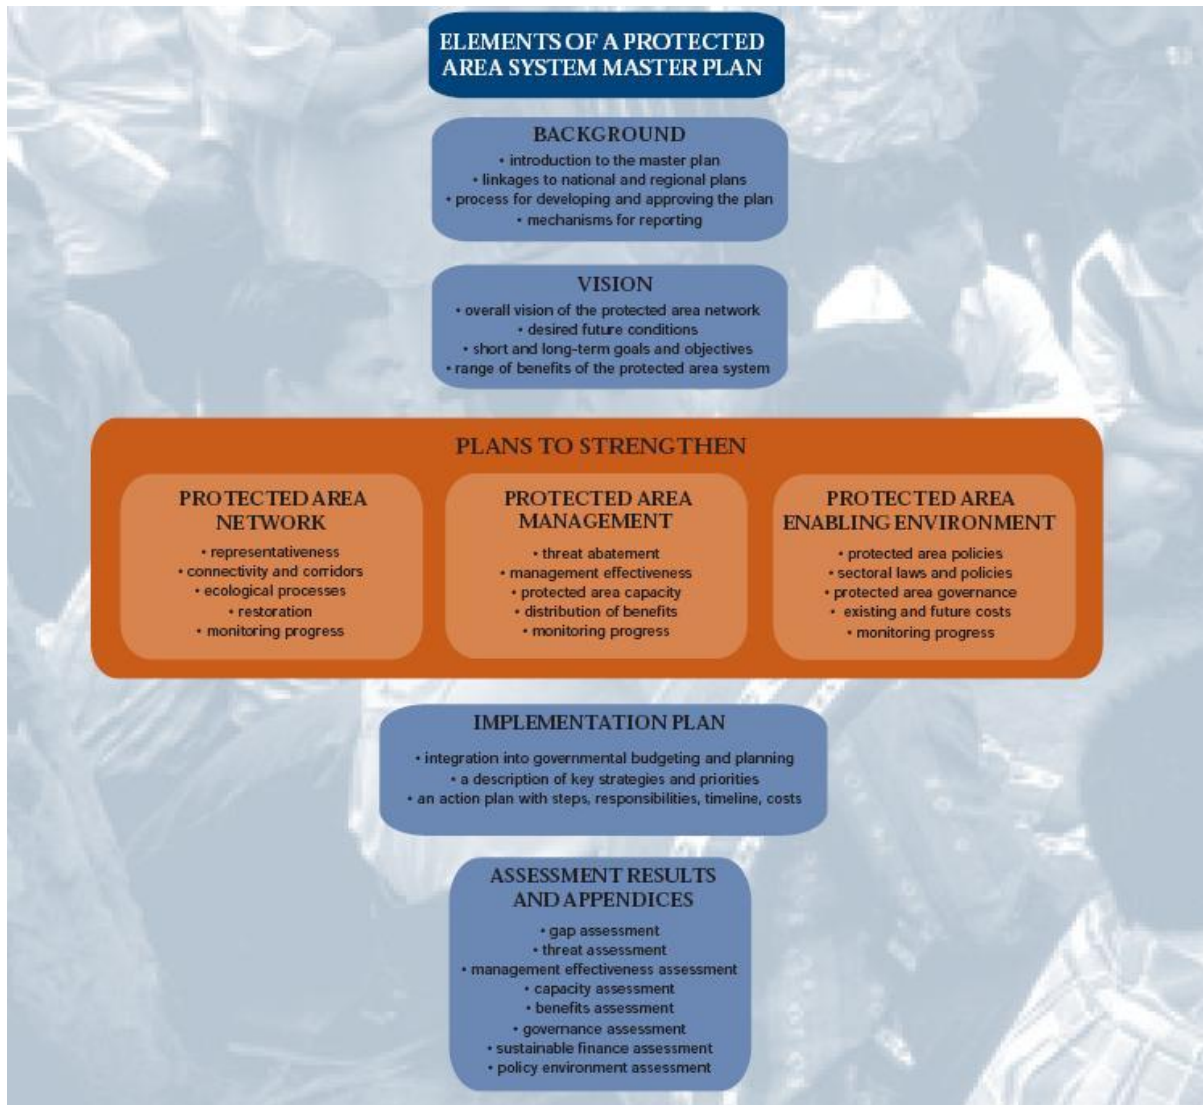 ELEMENTS OF A PROTECTED
AREA SYSTEM MASTER PLAN
BACKGROUND
• introduction to the master plan
• linkages to national and regional plans
• process for developing and approving the plan
• mechanisms for reporting
VISION
• overall vision of the protected area network
• desired future conditions
• short and long-term goals and objectives
• range of benefits of the protected area system
PLANS TO STRENGTHEN
PROTECTED AREA
NETWORK
• representativeness
• connectivity and corridors
• ecological processes
• restoration
• monitoring progress
PROTECTED AREA
MANAGEMENT
• threat abatement
• management effectiveness
• protected area capacity
• distribution of benefits
• monitoring progress
PROTECTED AREA
ENABLING ENVIRONMENT
• protected area policies
• sectoral laws and policies
• protected area governance
• existing and future costs
• monitoring progress
IMPLEMENTATION PLAN
• integration into governmental budgeting and planning
• a description of key strategies and priorities
• an action plan with steps, responsibilities, timeline, costs
ASSESSMENT RESULTS
AND APPENDICES
• gap assessment
• threat assessment
• management effectiveness assessment
• capacity assessment
• benefits assessment
• governance assessment
• sustainable finance assessment
• policy environment assessment